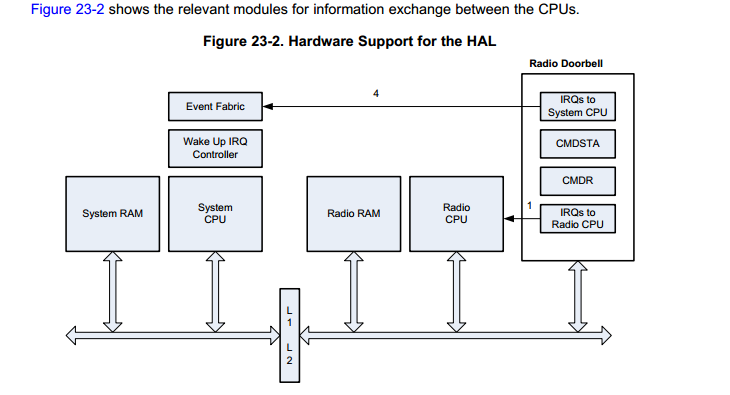 Figure 23-2 shows the relevant modules for information exchange between the CPUs.
Figure 23-2. Hardware Support for the HAL
Radio Doorbell
4
Event Fabric
IRQs to
System CPU
Wake Up IRQ
Controller
CMDSTA
CMDR
System RAM
System
CPU
Radio RAM
Radio
CPU
1
IRQs to
Radio CPU
L
1
L
2